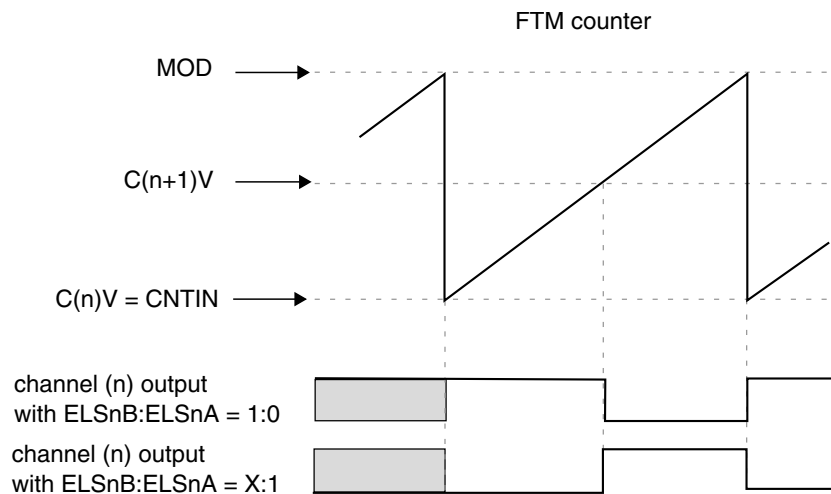 FTM counter
MOD
C(n+1)V
C(n)V = CNTIN
channel (n) output
with ELSnB:ELSnA = 1:0
channel (n) output
with ELSnB:ELSnA = X:1